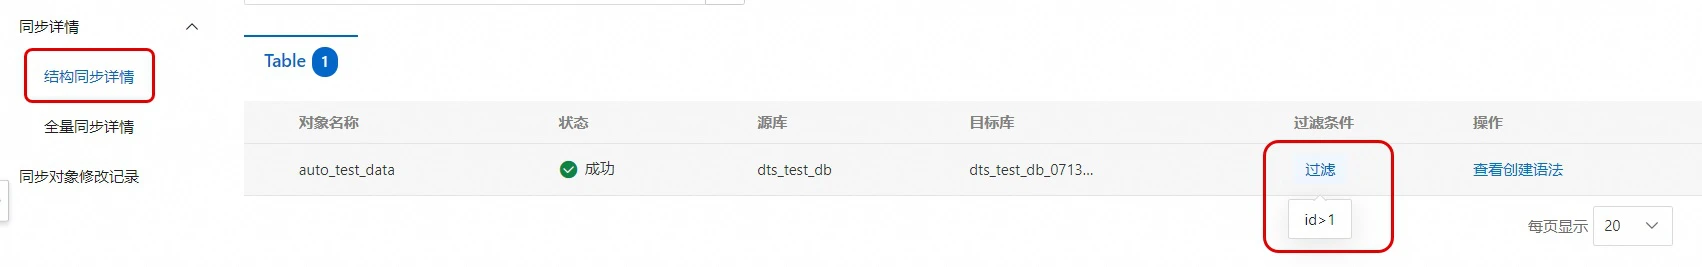 同步详情
结构同步详情
全量同步详情
同步对象修改记录
Table 1
对象名称 状态 源库 目标库 过滤条件 操作
auto_test_data 成功 dts_test_db dts_test_db_0713... 过滤 查看创建语法
id>1
每页显示 20